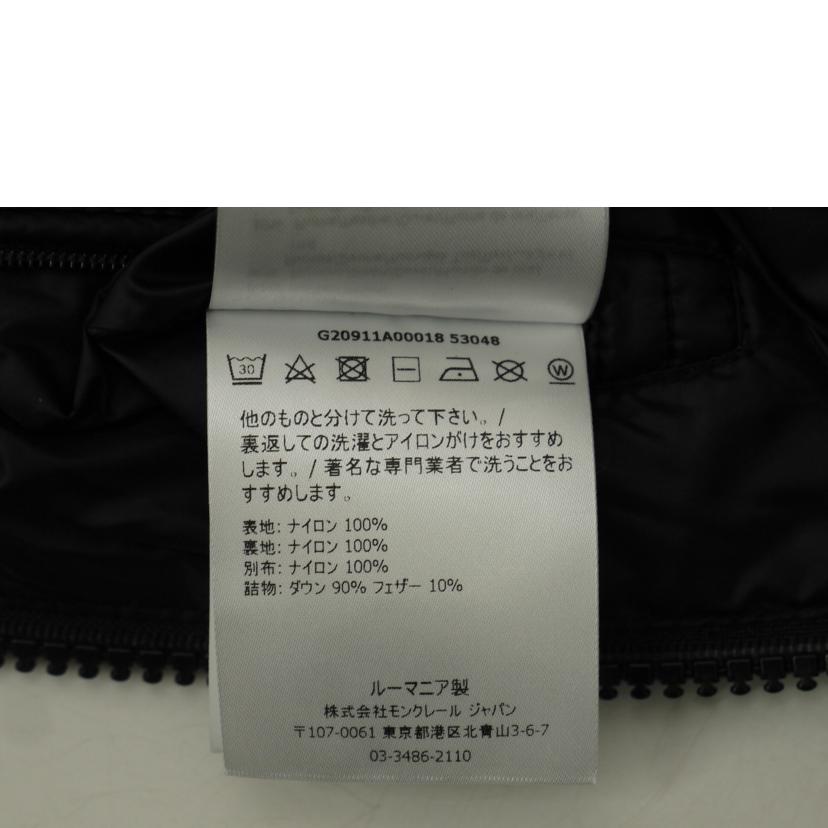 G20911A00018 53048
30
W
他のものと分けて洗って下さい。/
裏返しての洗濯とアイロンがけをおすすめ
します。/ 著名な専門業者で洗うことをお
すすめします。
表地: ナイロン 100%
裏地: ナイロン 100%
別布: ナイロン 100%
詰物: ダウン 90% フェザー 10%
ルーマニア製
株式会社モンクレール ジャパン
〒107-0061 東京都港区北青山3-6-7
03-3486-2110